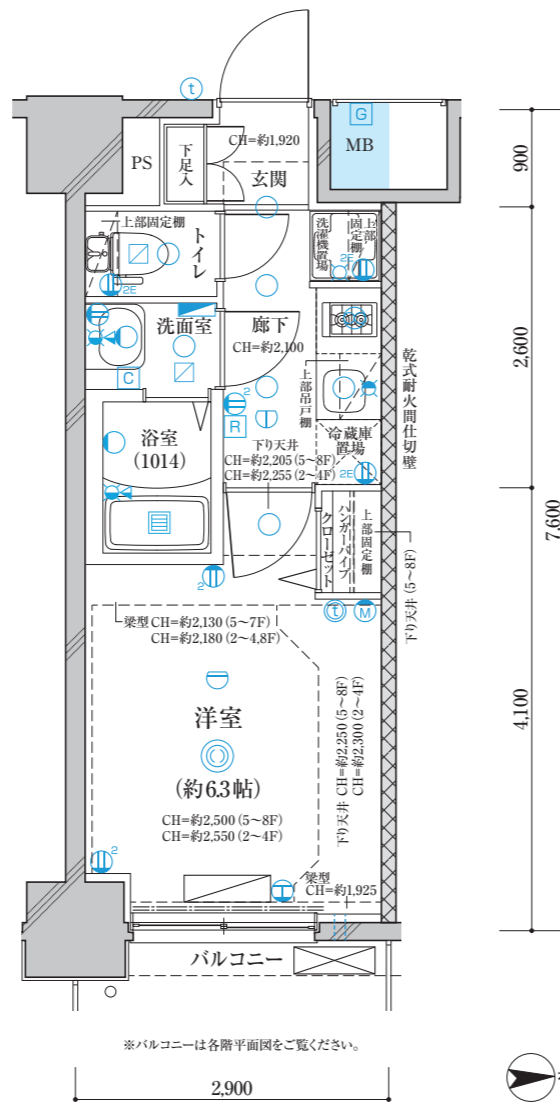 t
G
MB
CH=約1,920
PS
下足入
玄関
900
上部固定棚
トイレ
2E
洗濯機置場
上部固定棚
2E
洗面室
廊下
CH=約2,100
C
上部吊戸棚
2
R
乾式耐火間仕切壁
2,600
浴室
(1014)
下り天井
CH=約2,205(5〜8F)
CH=約2,255(2〜4F)
冷蔵庫置場
2E
7,600
ハンガーパイプ
クローゼット
上部固定棚
下り天井(5〜8F)
2
t
M
梁型CH=約2,130(5〜7F)
CH=約2,180(2〜4,8F)
洋室
(約6.3帖)
CH=約2,500(5〜8F)
CH=約2,550(2〜4F)
下り天井 CH=約2,250(5〜8F)
CH=約2,300(2〜4F)
4,100
2
梁型
CH=約1,925
バルコニー
※バルコニーは各階平面図をご覧ください。
2,900